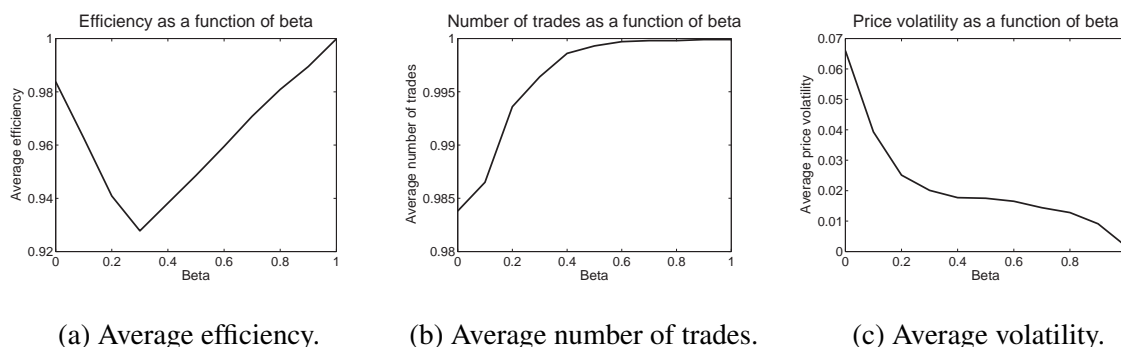 Efficiency as a function of beta
1
0.98
0.96
0.94
0.92
0 0.2 0.4 0.6 0.8 1
Average efficiency
Beta
(a) Average efficiency.
Number of trades as a function of beta
1
0.995
0.99
0.985
0.98
0 0.2 0.4 0.6 0.8 1
Average number of trades
Beta
(b) Average number of trades.
Price volatility as a function of beta
0.07
0.06
0.05
0.04
0.03
0.02
0.01
0
0 0.2 0.4 0.6 0.8
Average price volatility
Beta
(c) Average volatility.